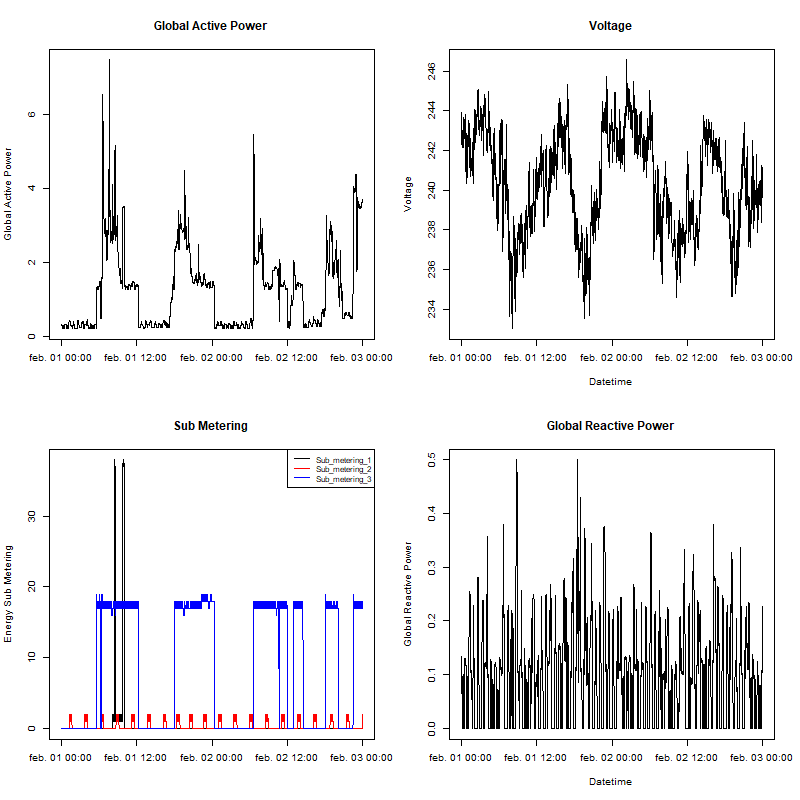 Global Active Power
Global Active Power
0
2
4
6
feb. 01 00:00 feb. 01 12:00 feb. 02 00:00 feb. 02 12:00 feb. 03 00:00
Voltage
Voltage
234
236
238
240
242
244
246
feb. 01 00:00 feb. 01 12:00 feb. 02 00:00 feb. 02 12:00 feb. 03 00:00
Datetime
Sub Metering
Energy Sub Metering
0
10
20
30
Sub_metering_1
Sub_metering_2
Sub_metering_3
feb. 01 00:00 feb. 01 12:00 feb. 02 00:00 feb. 02 12:00 feb. 03 00:00
Global Reactive Power
Global Reactive Power
0.0
0.1
0.2
0.3
0.4
0.5
feb. 01 00:00 feb. 01 12:00 feb. 02 00:00 feb. 02 12:00 feb. 03 00:00
Datetime